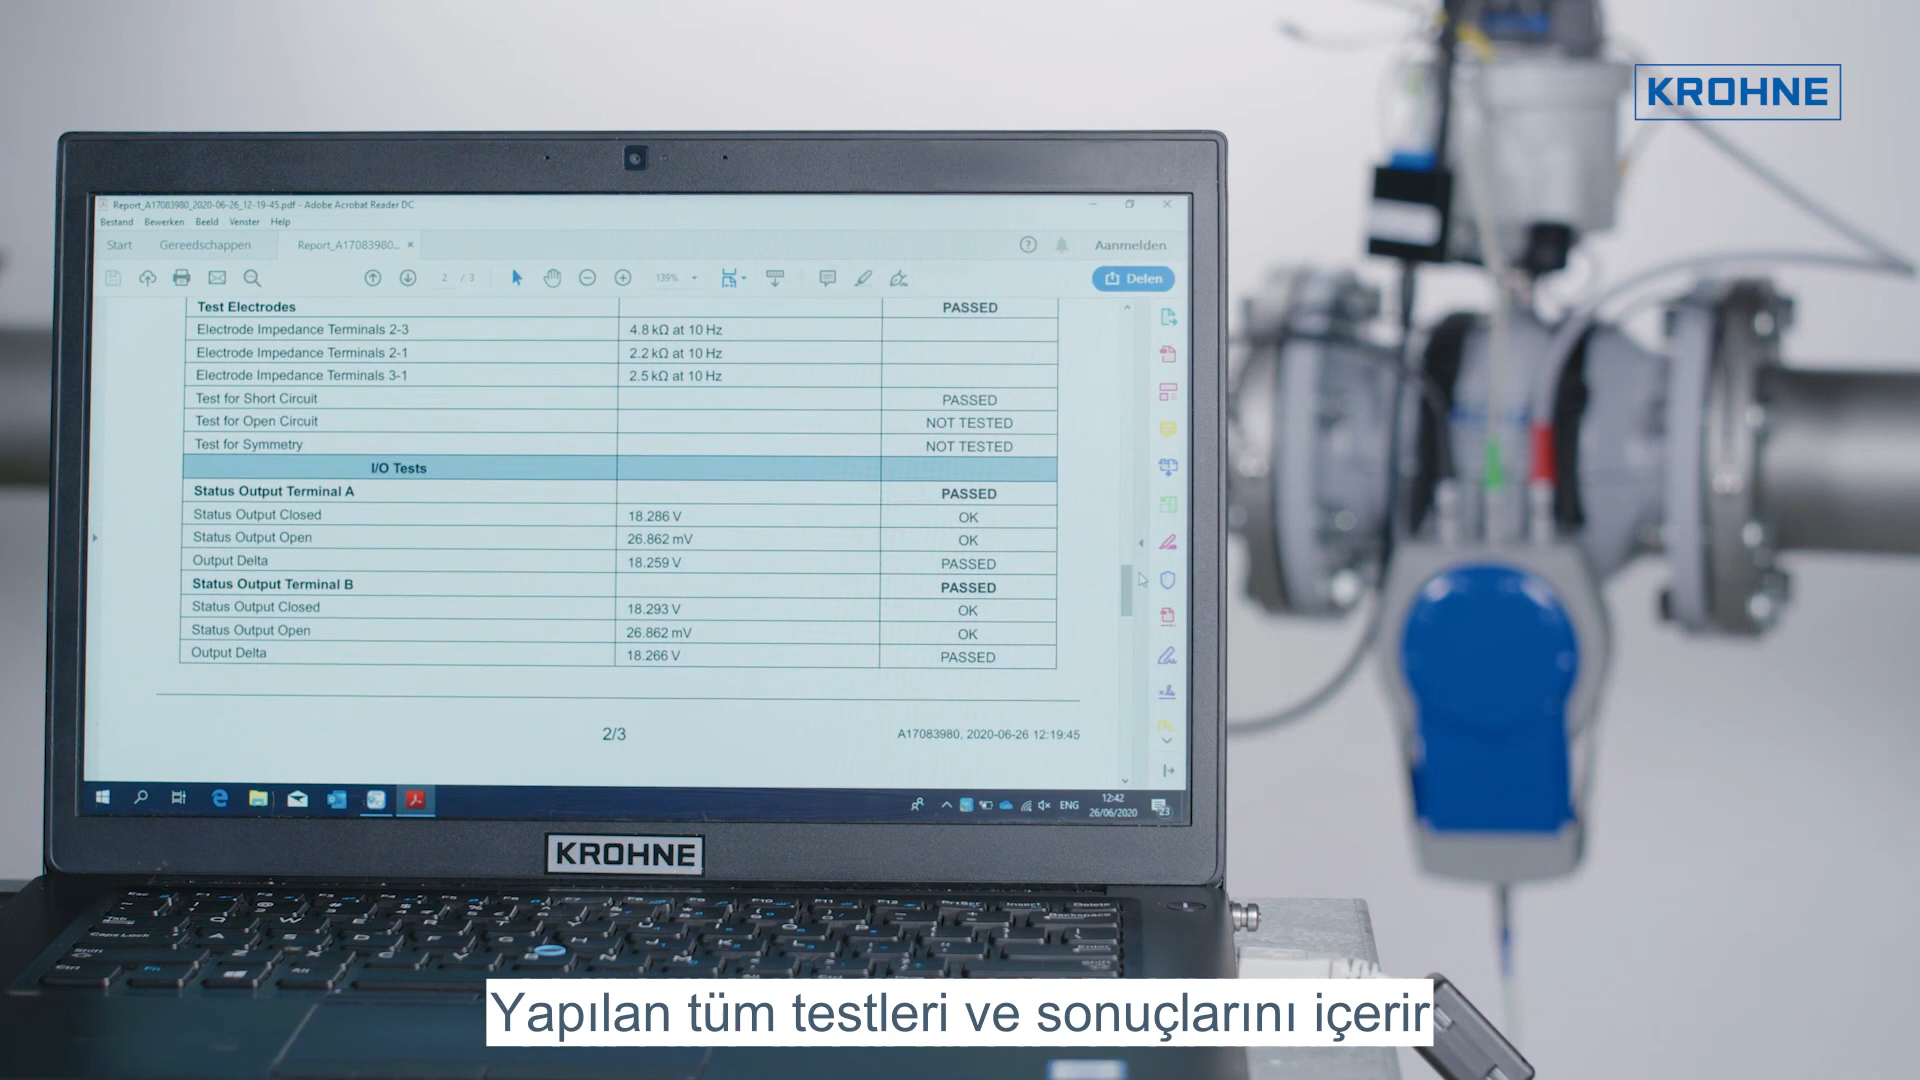 KROHNE
Report_A17083980_2020-06-26_12-19-45.pdf - Adobe Acrobat Reader DC
Bestand Bewerken Beeld Venster Help
Start Gereedschappen Report_A17083980... × Aanmelden
2 / 3 139% Delen
Test Electrodes PASSED
Electrode Impedance Terminals 2-3 4.8 kΩ at 10 Hz
Electrode Impedance Terminals 2-1 2.2 kΩ at 10 Hz
Electrode Impedance Terminals 3-1 2.5 kΩ at 10 Hz
Test for Short Circuit PASSED
Test for Open Circuit NOT TESTED
Test for Symmetry NOT TESTED
I/O Tests
Status Output Terminal A PASSED
Status Output Closed 18.286 V OK
Status Output Open 26.862 mV OK
Output Delta 18.259 V PASSED
Status Output Terminal B PASSED
Status Output Closed 18.293 V OK
Status Output Open 26.862 mV OK
Output Delta 18.266 V PASSED
2/3 A17083980, 2020-06-26 12:19:45
ENG 12:42
26/06/2020 23
KROHNE
Yapılan tüm testleri ve sonuçlarını içerir